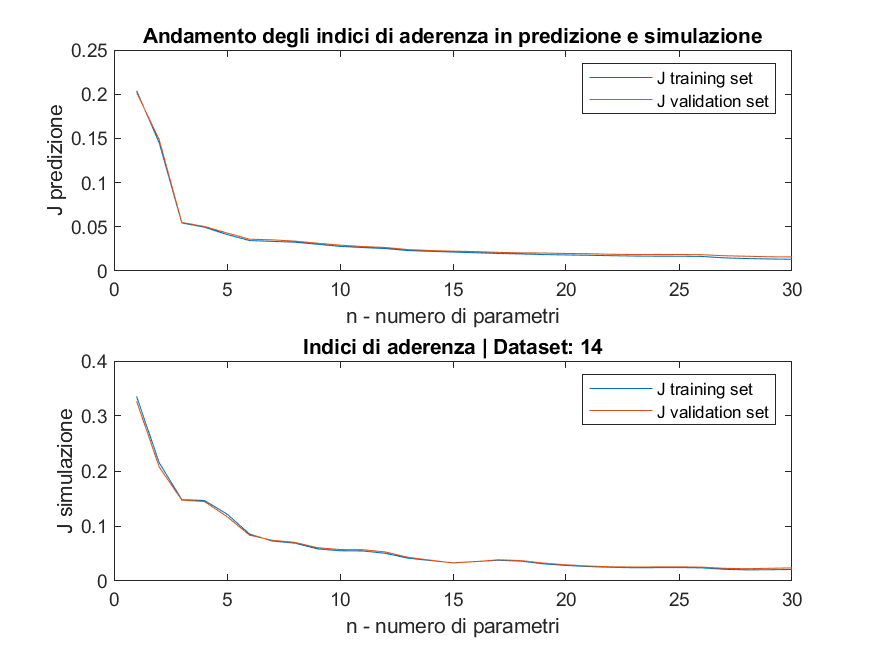 Andamento degli indici di aderenza in predizione e simulazione
0.25
0.2
0.15
0.1
0.05
0
J predizione
J training set
J validation set
0 5 10 15 20 25 30
n - numero di parametri
Indici di aderenza | Dataset: 14
0.4
0.3
0.2
0.1
0
J simulazione
J training set
J validation set
0 5 10 15 20 25 30
n - numero di parametri